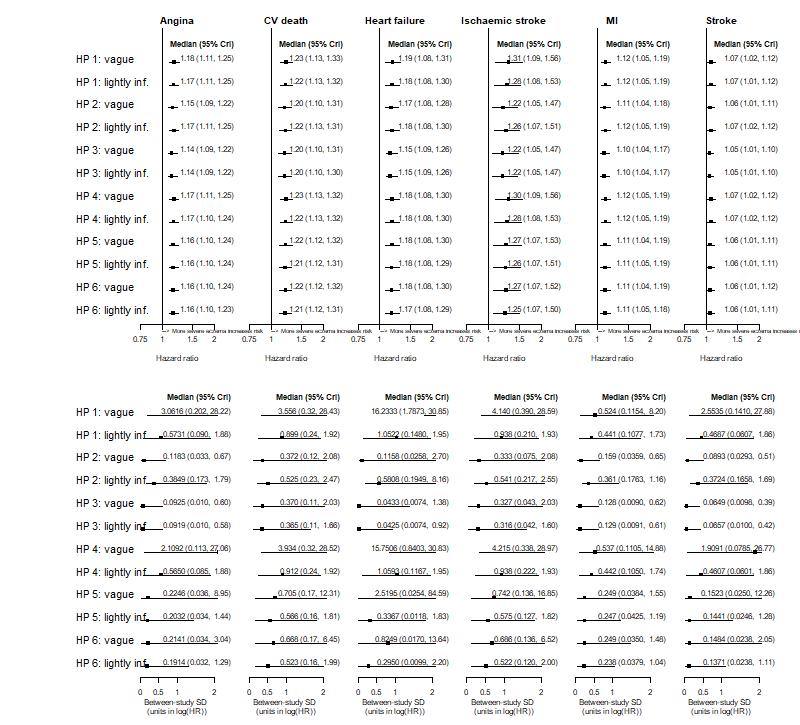 Angina CV death Heart failure Ischaemic stroke MI Stroke
Median (95% CrI) Median (95% CrI) Median (95% CrI) Median (95% CrI) Median (95% CrI) Median (95% CrI)
HP 1: vague 1.18 (1.11, 1.25) 1.23 (1.13, 1.33) 1.19 (1.08, 1.31) 1.31 (1.09, 1.56) 1.12 (1.05, 1.19) 1.07 (1.02, 1.12)
HP 1: lightly inf. 1.17 (1.11, 1.25) 1.22 (1.13, 1.32) 1.18 (1.08, 1.30) 1.28 (1.08, 1.53) 1.12 (1.05, 1.19) 1.07 (1.01, 1.12)
HP 2: vague 1.15 (1.09, 1.22) 1.20 (1.10, 1.31) 1.17 (1.08, 1.28) 1.22 (1.05, 1.47) 1.11 (1.04, 1.18) 1.06 (1.01, 1.11)
HP 2: lightly inf. 1.17 (1.11, 1.25) 1.22 (1.13, 1.31) 1.18 (1.08, 1.30) 1.26 (1.07, 1.51) 1.12 (1.05, 1.19) 1.07 (1.02, 1.12)
HP 3: vague 1.14 (1.09, 1.22) 1.20 (1.10, 1.31) 1.15 (1.09, 1.26) 1.22 (1.05, 1.47) 1.10 (1.04, 1.17) 1.05 (1.01, 1.10)
HP 3: lightly inf. 1.14 (1.09, 1.22) 1.20 (1.10, 1.30) 1.15 (1.09, 1.26) 1.22 (1.05, 1.46) 1.10 (1.04, 1.17) 1.05 (1.01, 1.10)
HP 4: vague 1.17 (1.11, 1.25) 1.23 (1.13, 1.32) 1.18 (1.08, 1.30) 1.30 (1.09, 1.56) 1.12 (1.05, 1.19) 1.07 (1.02, 1.12)
HP 4: lightly inf. 1.17 (1.10, 1.24) 1.22 (1.13, 1.32) 1.18 (1.08, 1.30) 1.28 (1.08, 1.53) 1.12 (1.05, 1.19) 1.07 (1.02, 1.12)
HP 5: vague 1.16 (1.10, 1.24) 1.22 (1.12, 1.32) 1.18 (1.08, 1.30) 1.27 (1.07, 1.53) 1.11 (1.04, 1.19) 1.06 (1.01, 1.11)
HP 5: lightly inf. 1.16 (1.10, 1.24) 1.21 (1.12, 1.31) 1.18 (1.08, 1.29) 1.26 (1.07, 1.51) 1.11 (1.05, 1.19) 1.06 (1.01, 1.11)
HP 6: vague 1.16 (1.10, 1.24) 1.22 (1.12, 1.32) 1.18 (1.08, 1.30) 1.27 (1.07, 1.52) 1.11 (1.04, 1.19) 1.06 (1.01, 1.11)
HP 6: lightly inf. 1.16 (1.10, 1.23) 1.21 (1.12, 1.31) 1.17 (1.08, 1.29) 1.25 (1.07, 1.50) 1.11 (1.05, 1.18) 1.06 (1.01, 1.11)
--> More severe eczema increases risk --> More severe eczema increases risk --> More severe eczema increases risk --> More severe eczema increases risk --> More severe eczema increases risk --> More severe eczema increases
0.75 1 1.5 2 0.75 1 1.5 2 0.75 1 1.5 2 0.75 1 1.5 2 0.75 1 1.5 2 0.75 1 1.5 2
Hazard ratio Hazard ratio Hazard ratio Hazard ratio Hazard ratio Hazard ratio
Median (95% CrI) Median (95% CrI) Median (95% CrI) Median (95% CrI) Median (95% CrI) Median (95% CrI)
HP 1: vague 3.0616 (0.202, 28.22) 3.556 (0.32, 28.43) 16.2333 (1.7873, 30.85) 4.140 (0.390, 28.59) 0.524 (0.1154, 8.20) 2.5535 (0.1410, 27.88)
HP 1: lightly inf. 0.5731 (0.090, 1.88) 0.899 (0.24, 1.92) 1.0522 (0.1480, 1.95) 0.938 (0.210, 1.93) 0.441 (0.1077, 1.73) 0.4687 (0.0607, 1.86)
HP 2: vague 0.1183 (0.033, 0.67) 0.372 (0.12, 2.08) 0.1158 (0.0258, 2.70) 0.333 (0.075, 2.08) 0.159 (0.0359, 0.65) 0.0893 (0.0293, 0.51)
HP 2: lightly inf. 0.3849 (0.173, 0.79) 0.525 (0.23, 2.47) 0.5808 (0.1949, 8.16) 0.541 (0.217, 2.55) 0.361 (0.1763, 1.16) 0.3724 (0.1658, 1.69)
HP 3: vague 0.0925 (0.010, 0.60) 0.370 (0.11, 2.03) 0.0433 (0.0074, 1.38) 0.327 (0.043, 2.03) 0.128 (0.0090, 0.62) 0.0649 (0.0098, 0.39)
HP 3: lightly inf. 0.0919 (0.010, 0.58) 0.365 (0.11, 1.66) 0.0425 (0.0074, 0.92) 0.316 (0.042, 1.60) 0.129 (0.0091, 0.61) 0.0657 (0.0100, 0.42)
HP 4: vague 2.1092 (0.113, 27.06) 3.934 (0.32, 28.52) 15.7506 (0.8403, 30.83) 4.215 (0.338, 28.97) 0.537 (0.1105, 14.88) 1.9091 (0.0785, 26.77)
HP 4: lightly inf. 0.5650 (0.085, 1.88) 0.912 (0.24, 1.92) 1.0593 (0.1167, 1.95) 0.938 (0.222, 1.93) 0.442 (0.1050, 1.74) 0.4607 (0.0601, 1.86)
HP 5: vague 0.2246 (0.036, 8.95) 0.705 (0.17, 12.31) 2.5195 (0.0254, 84.59) 0.742 (0.136, 16.85) 0.249 (0.0384, 1.55) 0.1523 (0.0250, 12.26)
HP 5: lightly inf. 0.2032 (0.034, 1.44) 0.566 (0.16, 1.81) 0.3367 (0.0118, 1.83) 0.575 (0.127, 1.82) 0.247 (0.0425, 1.19) 0.1441 (0.0246, 1.28)
HP 6: vague 0.2141 (0.034, 3.04) 0.668 (0.17, 6.45) 0.8249 (0.0170, 13.64) 0.686 (0.136, 6.52) 0.249 (0.0350, 1.48) 0.1484 (0.0238, 2.05)
HP 6: lightly inf. 0.1914 (0.032, 1.29) 0.523 (0.16, 1.99) 0.2950 (0.0099, 2.20) 0.522 (0.120, 2.00) 0.238 (0.0379, 1.04) 0.1371 (0.0238, 1.11)
0 0.5 1 2 0 0.5 1 2 0 0.5 1 2 0 0.5 1 2 0 0.5 1 2 0 0.5 1 2
Between-study SD Between-study SD Between-study SD Between-study SD Between-study SD Between-study SD
(units in log(HR)) (units in log(HR)) (units in log(HR)) (units in log(HR)) (units in log(HR)) (units in log(HR))